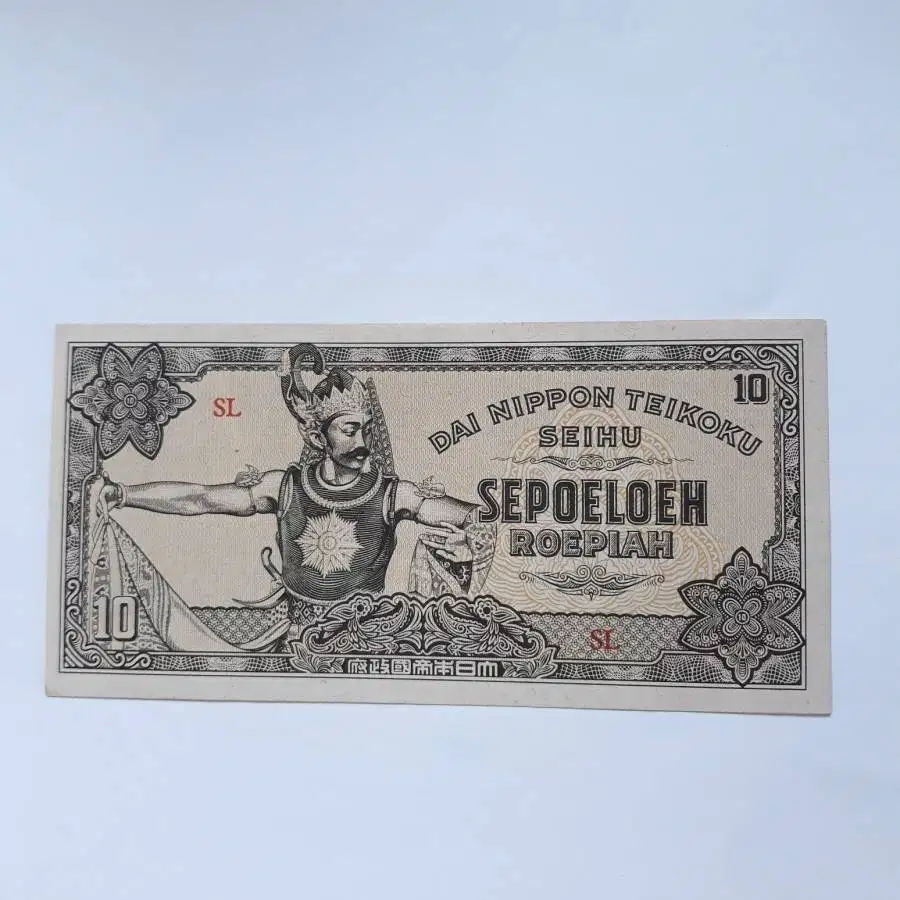 SL
10
DAI NIPPON TEIKOKU
SEIHU
SEPOELOEH
ROEPIAH
10
SL
府政國帝本日大